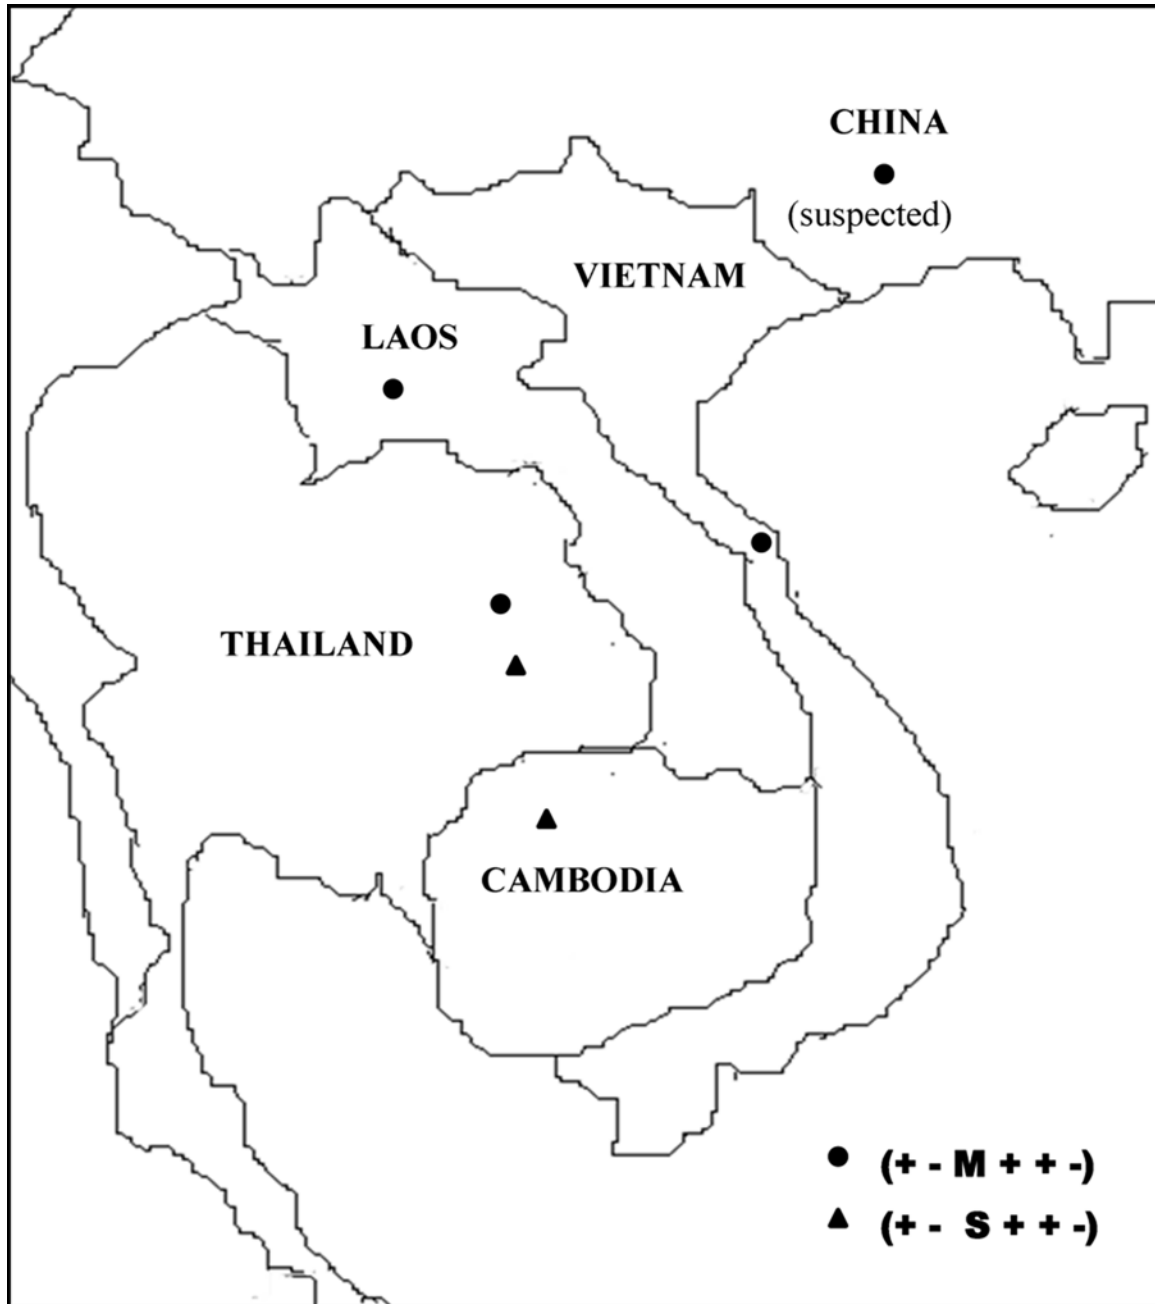 CHINA
(suspected)
VIETNAM
LAOS
THAILAND
CAMBODIA
(+ - M + + -)
(+ - S + + -)